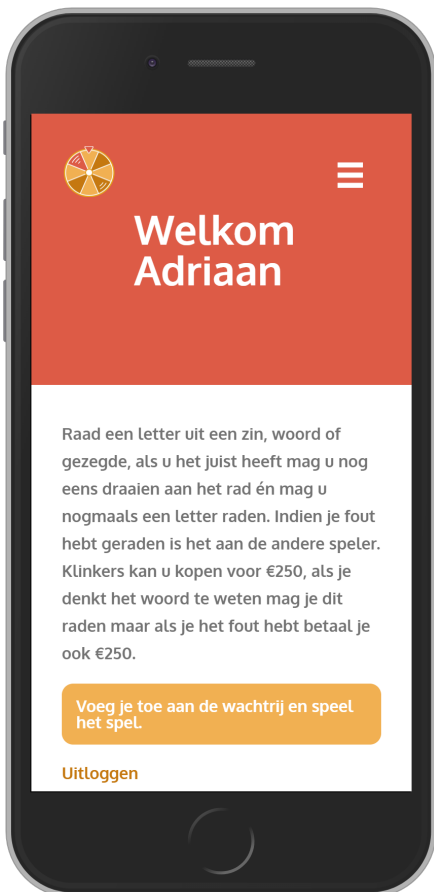 Welkom
Adriaan
Raad een letter uit een zin, woord of
gezegde, als u het juist heeft mag u nog
eens draaien aan het rad én mag u
nogmaals een letter raden. Indien je fout
hebt geraden is het aan de andere speler.
Klinkers kan u kopen voor €250, als je
denkt het woord te weten mag je dit
raden maar als je het fout hebt betaal je
ook €250.
Voeg je toe aan de wachtrij en speel
het spel.
Uitloggen